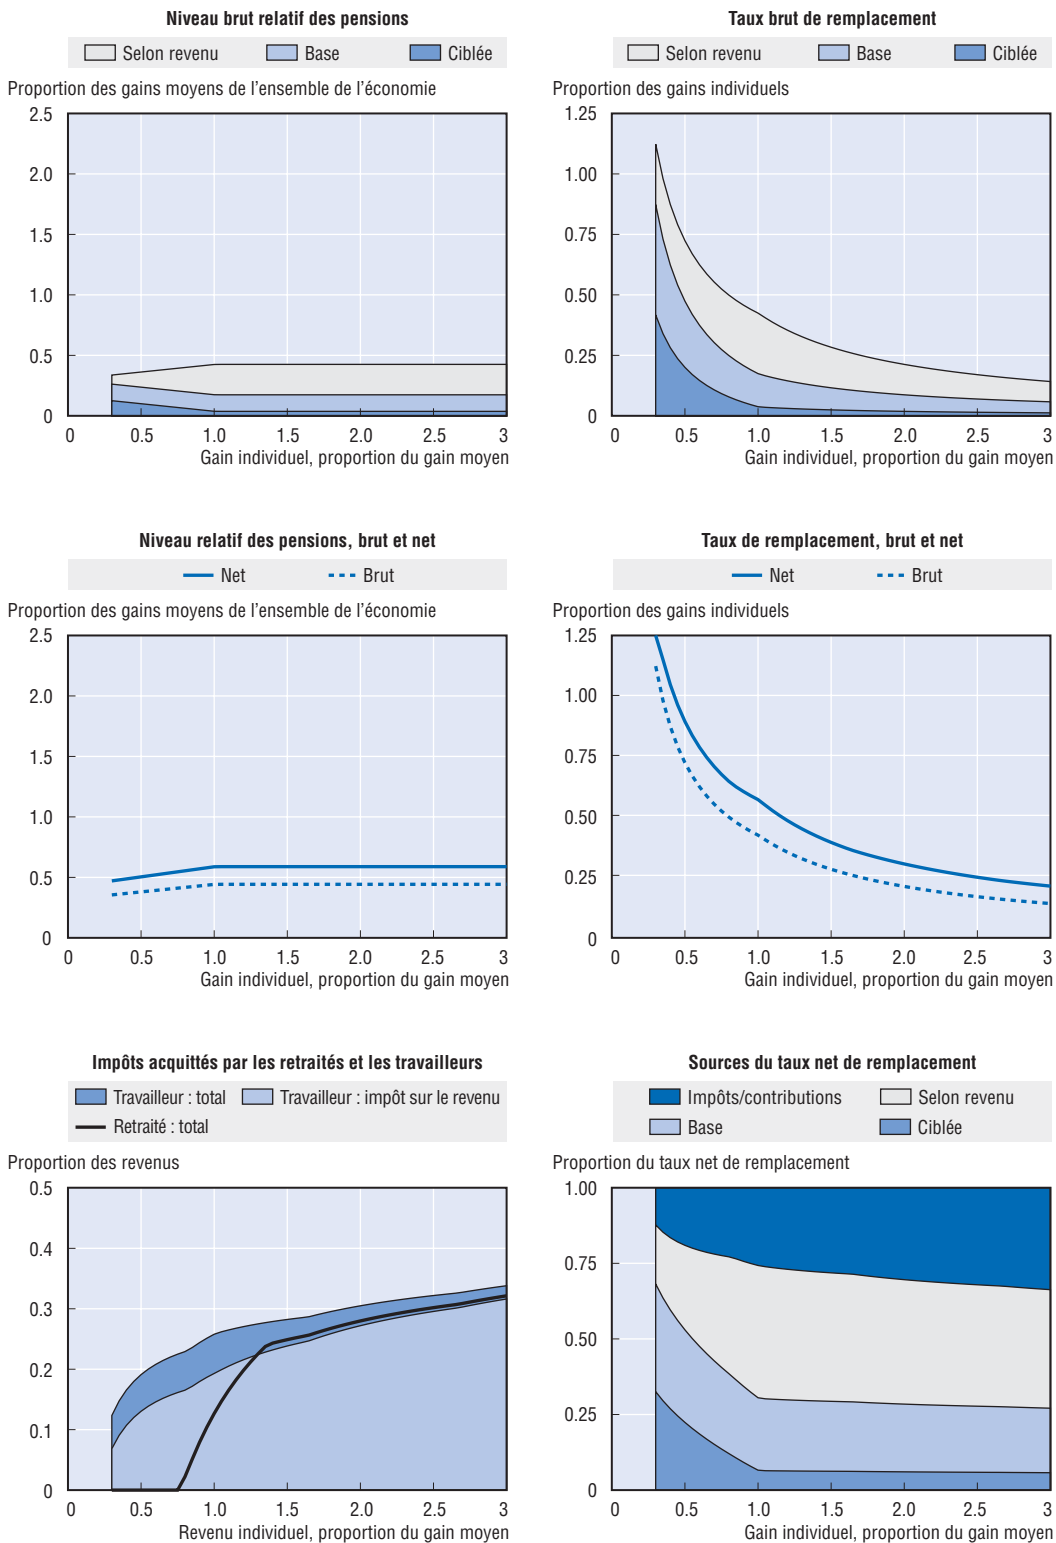 Niveau brut relatif des pensions
Selon revenu Base Ciblée
Proportion des gains moyens de l'ensemble de l'économie
2.5
2.0
1.5
1.0
0.5
0
0 0.5 1.0 1.5 2.0 2.5 3
Gain individuel, proportion du gain moyen
Taux brut de remplacement
Selon revenu Base Ciblée
Proportion des gains individuels
1.25
1.00
0.75
0.50
0.25
0
0 0.5 1.0 1.5 2.0 2.5 3
Gain individuel, proportion du gain moyen
Niveau relatif des pensions, brut et net
Net Brut
Proportion des gains moyens de l'ensemble de l'économie
2.5
2.0
1.5
1.0
0.5
0
0 0.5 1.0 1.5 2.0 2.5 3
Gain individuel, proportion du gain moyen
Taux de remplacement, brut et net
Net Brut
Proportion des gains individuels
1.25
1.00
0.75
0.50
0.25
0
0 0.5 1.0 1.5 2.0 2.5 3
Gain individuel, proportion du gain moyen
Impôts acquittés par les retraités et les travailleurs
Travailleur : total Travailleur : impôt sur le revenu
Retraité : total
Proportion des revenus
0.5
0.4
0.3
0.2
0.1
0
0 0.5 1.0 1.5 2.0 2.5 3
Revenu individuel, proportion du gain moyen
Sources du taux net de remplacement
Impôts/contributions Selon revenu
Base Ciblée
Proportion du taux net de remplacement
1.00
0.75
0.50
0.25
0
0 0.5 1.0 1.5 2.0 2.5 3
Gain individuel, proportion du gain moyen